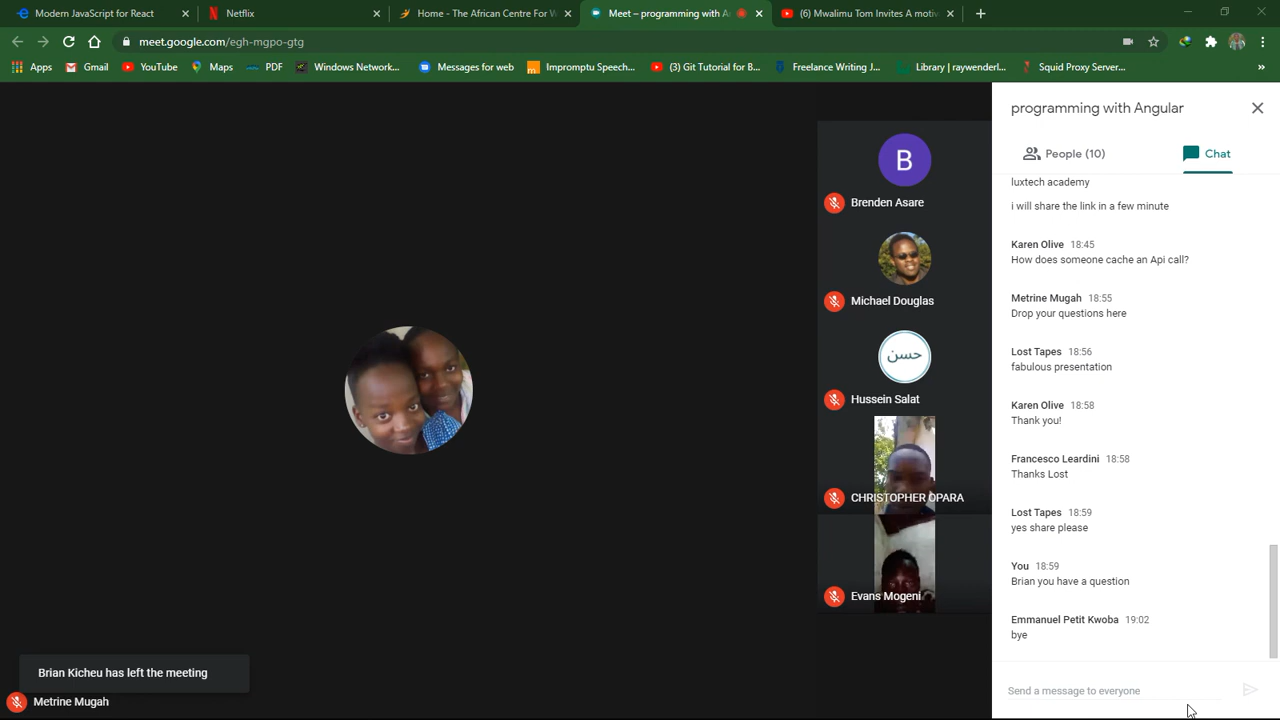 Modern JavaScript for React
Netflix
Home - The African Centre For W
Meet – programming with An
(6) Mwalimu Tom Invites A motiv
meet.google.com/egh-mgpo-gtg
Apps
Gmail
YouTube
Maps
PDF
Windows Network...
Messages for web
Impromptu Speech...
(3) Git Tutorial for B...
Freelance Writing J...
Library | raywenderl...
Squid Proxy Server...
programming with Angular
People (10)
Chat
luxtech academy
i will share the link in a few minute
Karen Olive 18:45
How does someone cache an Api call?
Metrine Mugah 18:55
Drop your questions here
Lost Tapes 18:56
fabulous presentation
Karen Olive 18:58
Thank you!
Francesco Leardini 18:58
Thanks Lost
Lost Tapes 18:59
yes share please
You 18:59
Brian you have a question
Emmanuel Petit Kwoba 19:02
bye
Send a message to everyone
B
Brenden Asare
Michael Douglas
حسن
Hussein Salat
CHRISTOPHER OPARA
Evans Mogeni
Brian Kicheu has left the meeting
Metrine Mugah